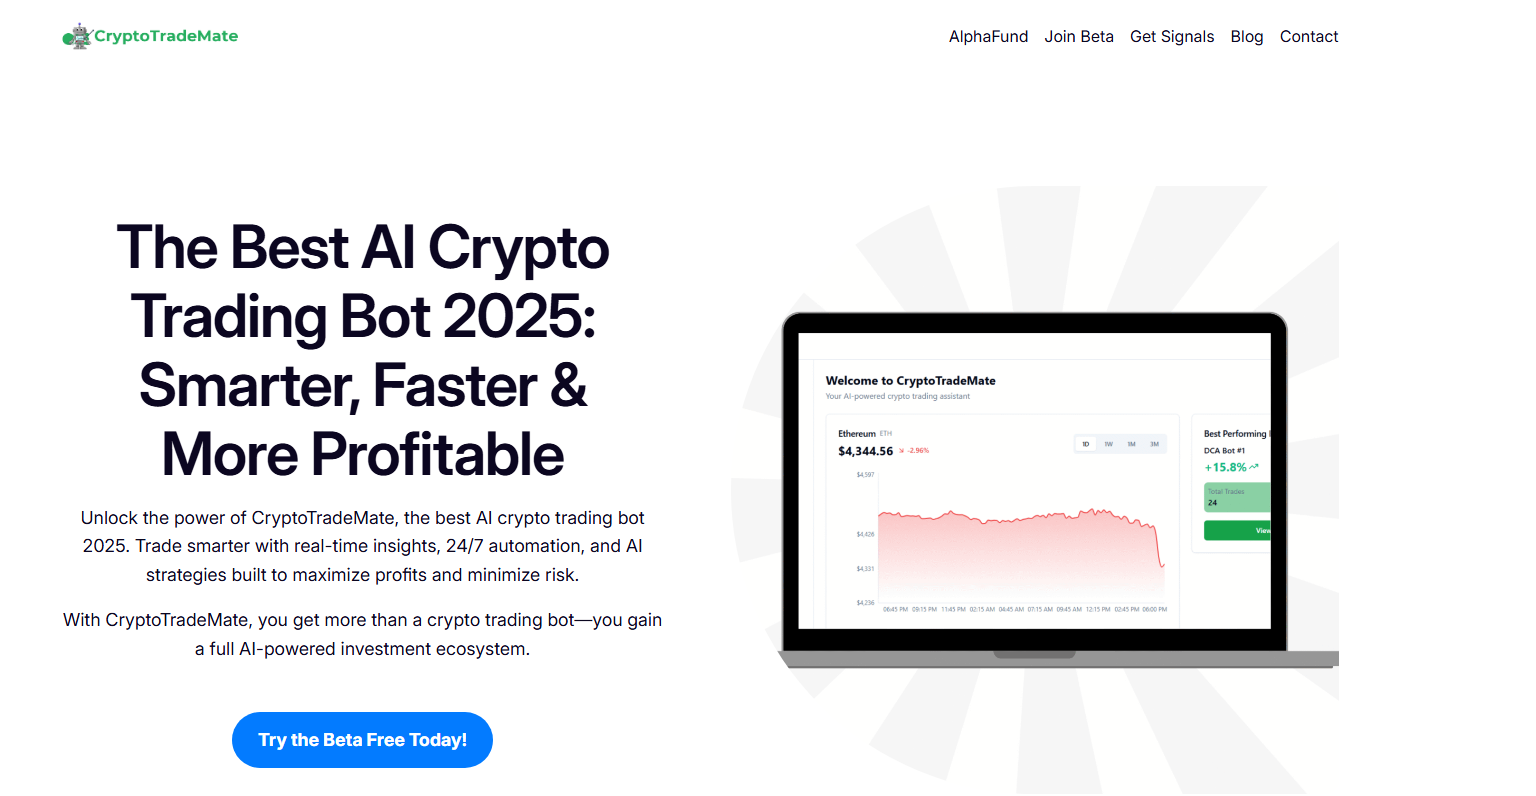 CryptoTradeMate
AlphaFund Join Beta Get Signals Blog Contact
The Best AI Crypto
Trading Bot 2025:
Smarter, Faster &
More Profitable
Unlock the power of CryptoTradeMate, the best AI crypto trading bot
2025. Trade smarter with real-time insights, 24/7 automation, and AI
strategies built to maximize profits and minimize risk.
With CryptoTradeMate, you get more than a crypto trading bot—you gain
a full AI-powered investment ecosystem.
Try the Beta Free Today!
Welcome to CryptoTradeMate
Your AI-powered crypto trading assistant
Ethereum ETH
$4,344.56 -2.96%
1D 1W 1M 3M
$4,597
$4,428
$4,331
$4,236
06:45 PM 09:15 PM 11:45 PM 02:15 AM 04:45 AM 07:15 AM 09:45 AM 12:15 PM 02:45 PM 06:00 PM
Best Performing
DCA Bot #1
+15.8%
Total Trades
24
View